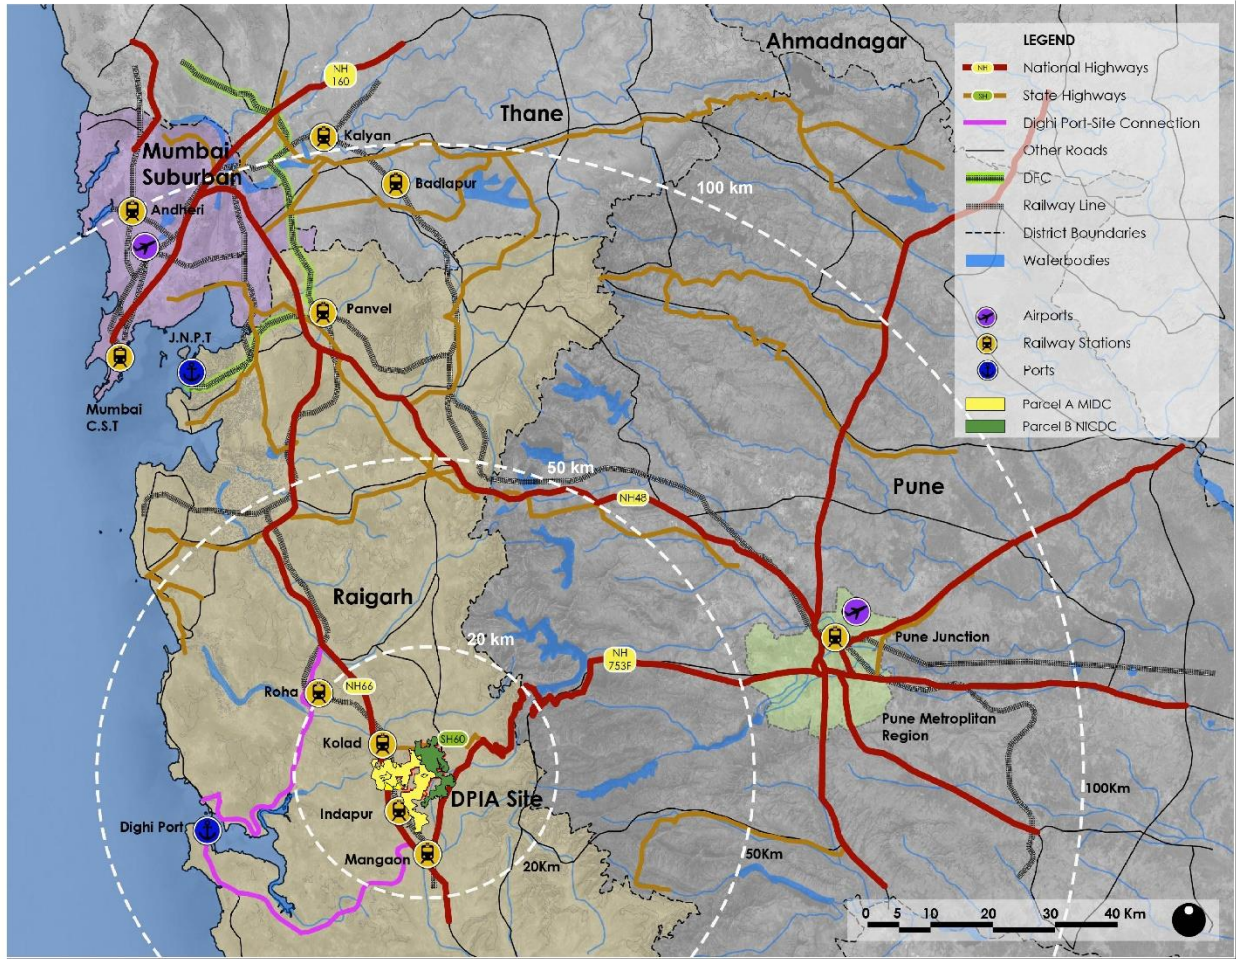 Ahmadnagar
LEGEND
NH
National Highways
SH
State Highways
Dighi Port-Site Connection
Other Roads
DFC
Railway Line
District Boundaries
Waterbodies
Airports
Railway Stations
Ports
Parcel A MIDC
Parcel B NICDC
NH
160
Thane
Kalyan
Mumbai
Suburban
Badlapur
100 km
Andheri
Panvel
J.N.P.T
Mumbai
C.S.T
50 km
NH48
Pune
Raigarh
20 km
Pune Junction
NH
753F
Roha
NH66
Pune Metroplitan
Region
Kolad
SH60
DPIA Site
100Km
Indapur
Dighi Port
Mangaon
20Km
50Km
0 5 10 20 30 40 Km